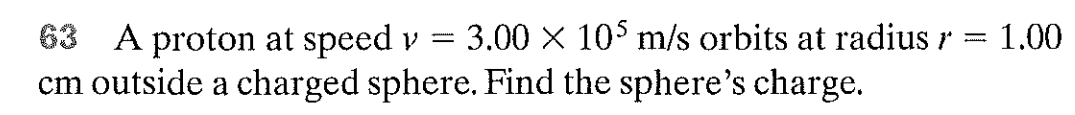 63 A proton at speed v = 3.00 × 10⁵ m/s orbits at radius r = 1.00
cm outside a charged sphere. Find the sphere's charge.